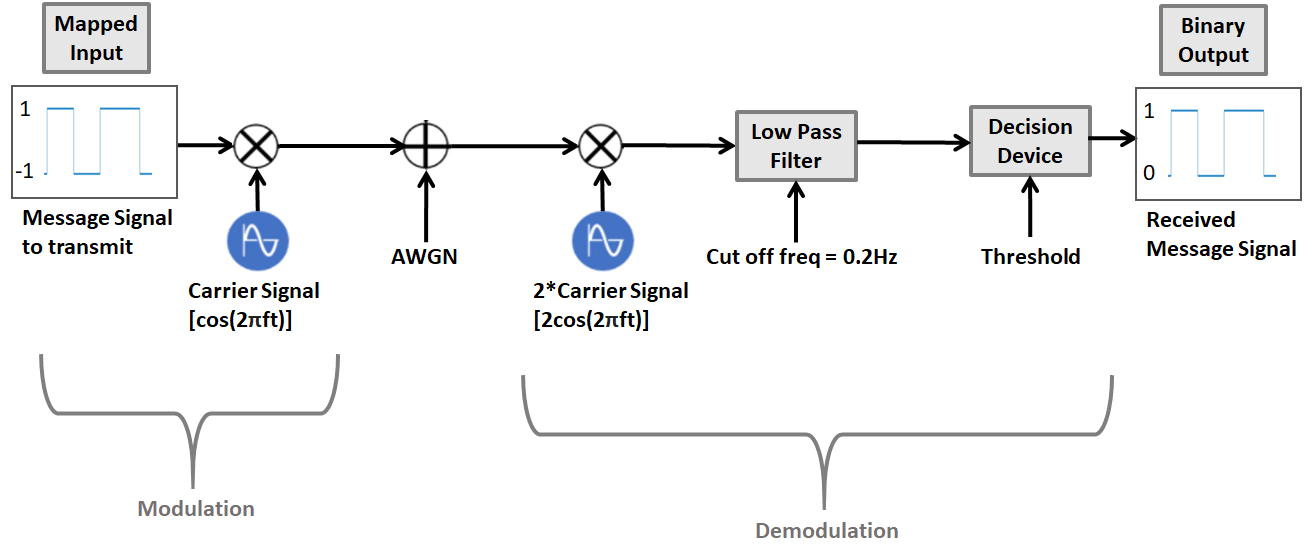 Mapped
Input
1
-1
Message Signal
to transmit
Carrier Signal
[cos(2πft)]
AWGN
2*Carrier Signal
[2cos(2πft)]
Low Pass
Filter
Cut off freq = 0.2Hz
Decision
Device
Threshold
Binary
Output
1
0
Received
Message Signal
Modulation
Demodulation